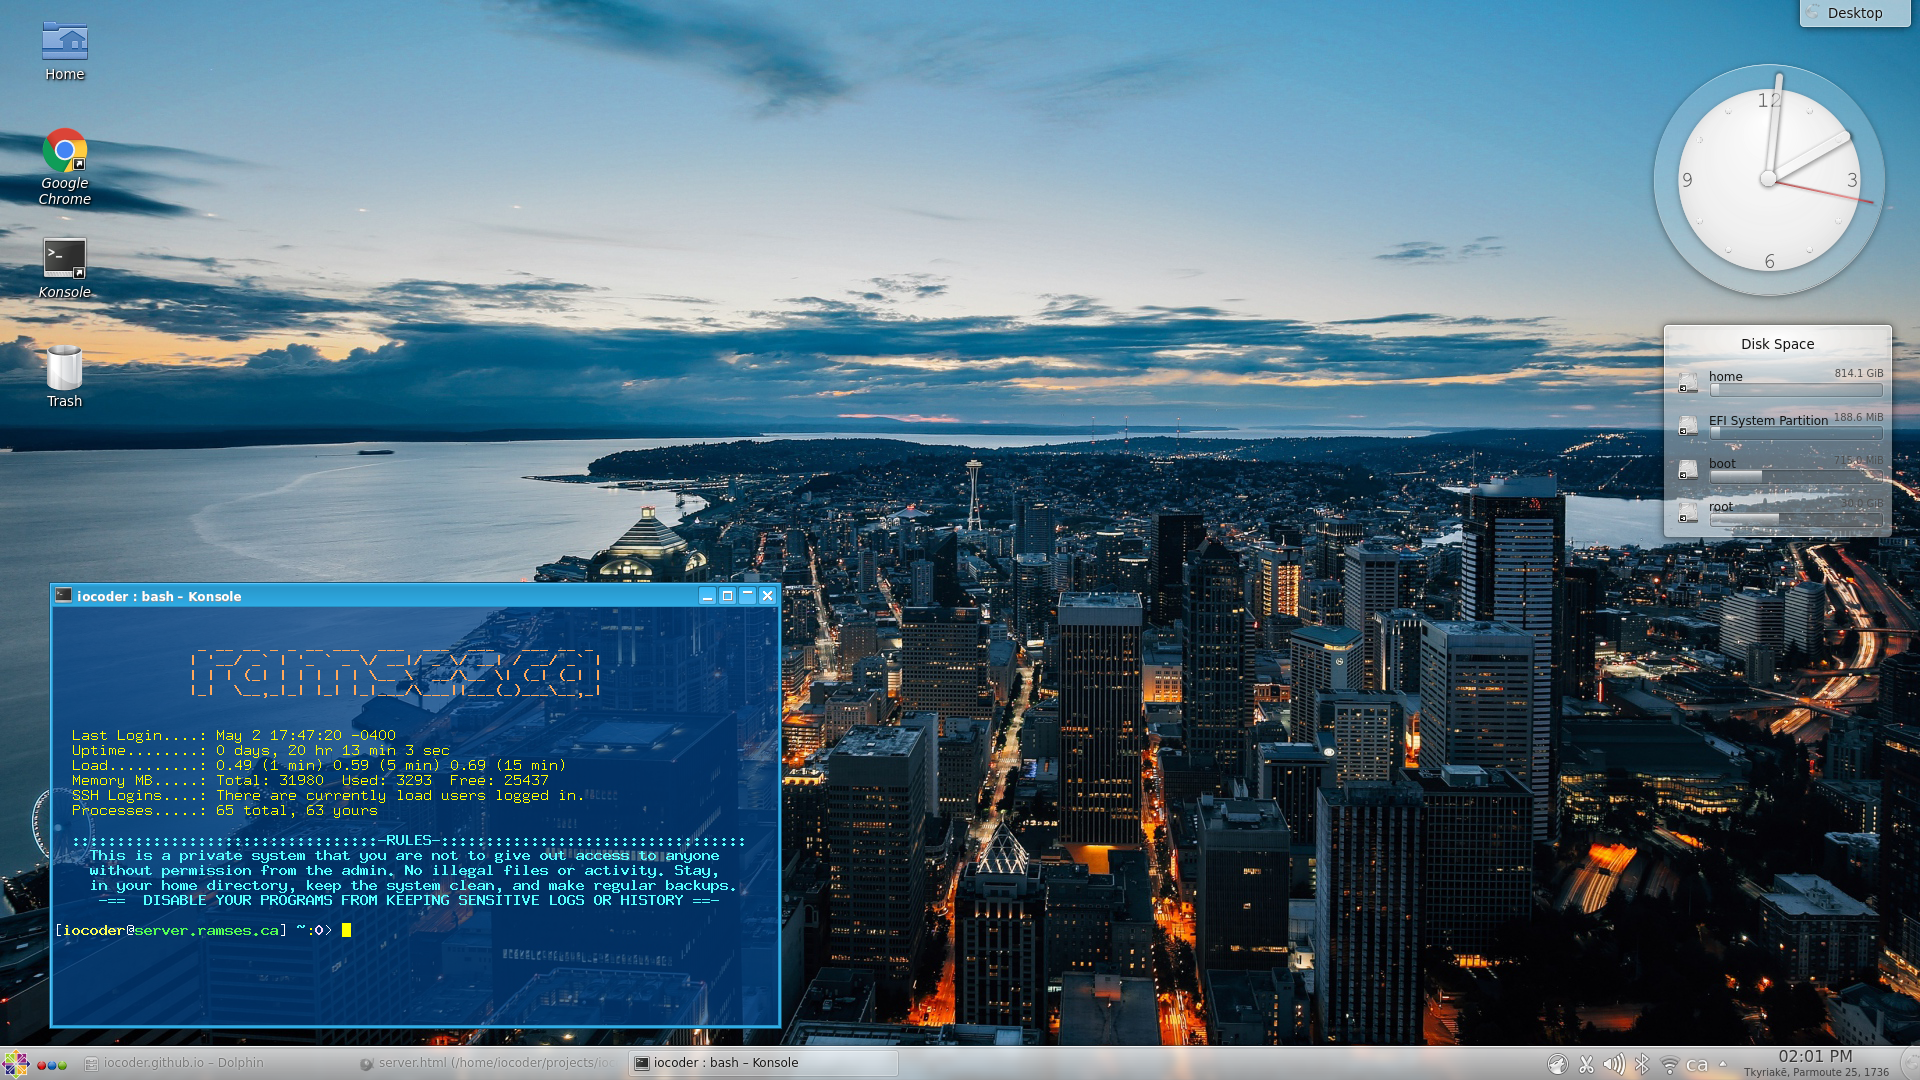 Desktop
Home
Google
Chrome
Konsole
Trash
12
9
3
6
Disk Space
home 814.1 GiB
EFI System Partition 188.6 MiB
boot 715.0 MiB
root
iocoder : bash – Konsole
Last Login....: May 2 17:47:20 -0400
Uptime........: 0 days, 20 hr 13 min 3 sec
Load..........: 0.49 (1 min) 0.59 (5 min) 0.69 (15 min)
Memory MB.....: Total: 31980  Used: 3293  Free: 25437
SSH Logins....: There are currently load users logged in.
Processes.....: 65 total, 63 yours
::::::::::::::::::::::::::::::::::-RULES-::::::::::::::::::::::::::::::::::
This is a private system that you are not to give out access to anyone
without permission from the admin. No illegal files or activity. Stay,
in your home directory, keep the system clean, and make regular backups.
-==  DISABLE YOUR PROGRAMS FROM KEEPING SENSITIVE LOGS OR HISTORY ==-
[iocoder@server.ramses.ca] ~:0>
iocoder.github.io – Dolphin
server.html (/home/iocoder/projects/ioc
iocoder : bash – Konsole
ca
02:01 PM
Tkyriakē, Parmoute 25, 1736